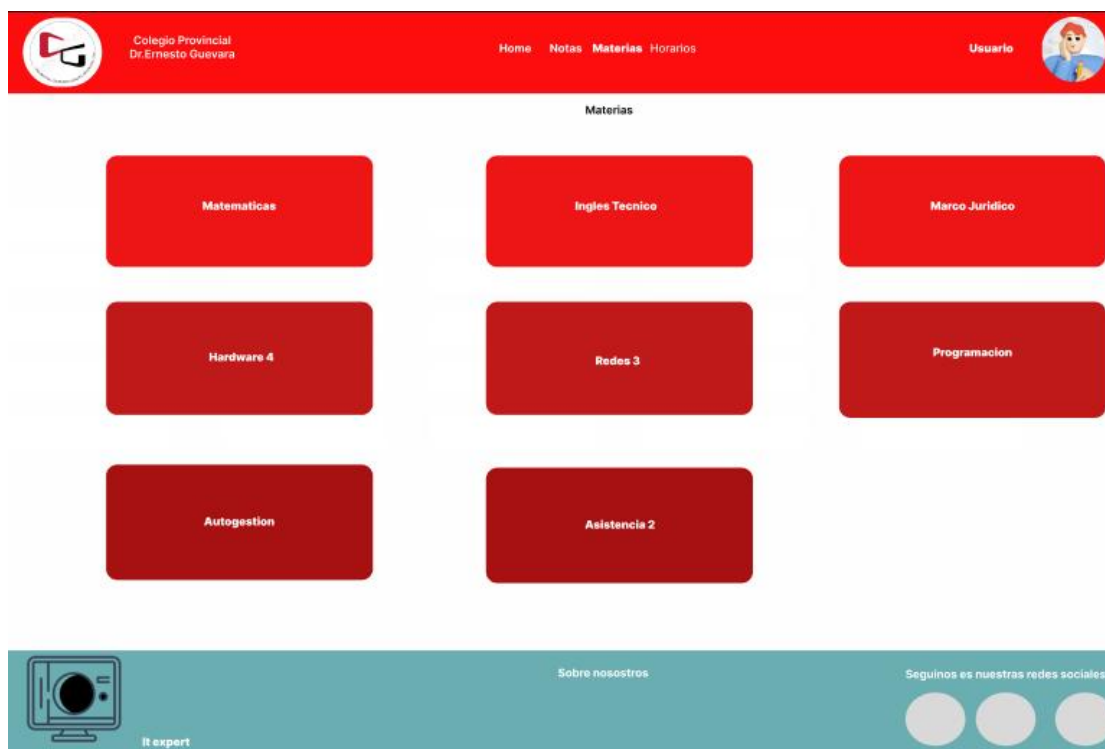 Colegio Provincial
Dr.Ernesto Guevara
Home Notas Materias Horarios
Usuario
Materias
Matematicas
Ingles Tecnico
Marco Juridico
Hardware 4
Redes 3
Programacion
Autogestion
Asistencia 2
It expert
Sobre nosostros
Seguinos es nuestras redes sociales